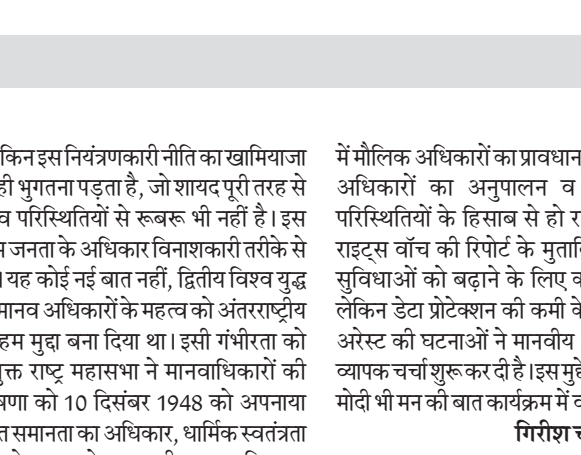 किन इस नियंत्रणकारी नीति का खामियाजा
ही भुगतना पड़ता है, जो शायद पूरी तरह से
व परिस्थितियों से रूबरू भी नहीं है। इस
जनता के अधिकार विनाशकारी तरीके से
। यह कोई नई बात नहीं, द्वितीय विश्व युद्ध
मानव अधिकारों के महत्व को अंतरराष्ट्रीय
हम मुद्दा बना दिया था। इसी गंभीरता को
राष्ट्र महासभा ने मानवाधिकारों की
को 10 दिसंबर 1948 को अपनाया
समानता का अधिकार, धार्मिक स्वतंत्रता
में मौलिक अधिकारों का प्रावधान
अधिकारों का अनुपालन व
परिस्थितियों के हिसाब से हो
राइट्स वॉच की रिपोर्ट के
सुविधाओं को बढ़ाने के लिए
लेकिन डेटा प्रोटेक्शन की कमी
अरेस्ट की घटनाओं ने मानवीय
व्यापक चर्चा शुरू कर दी है। इस
मोदी भी मन की बात कार्यक्रम में
गिरीश